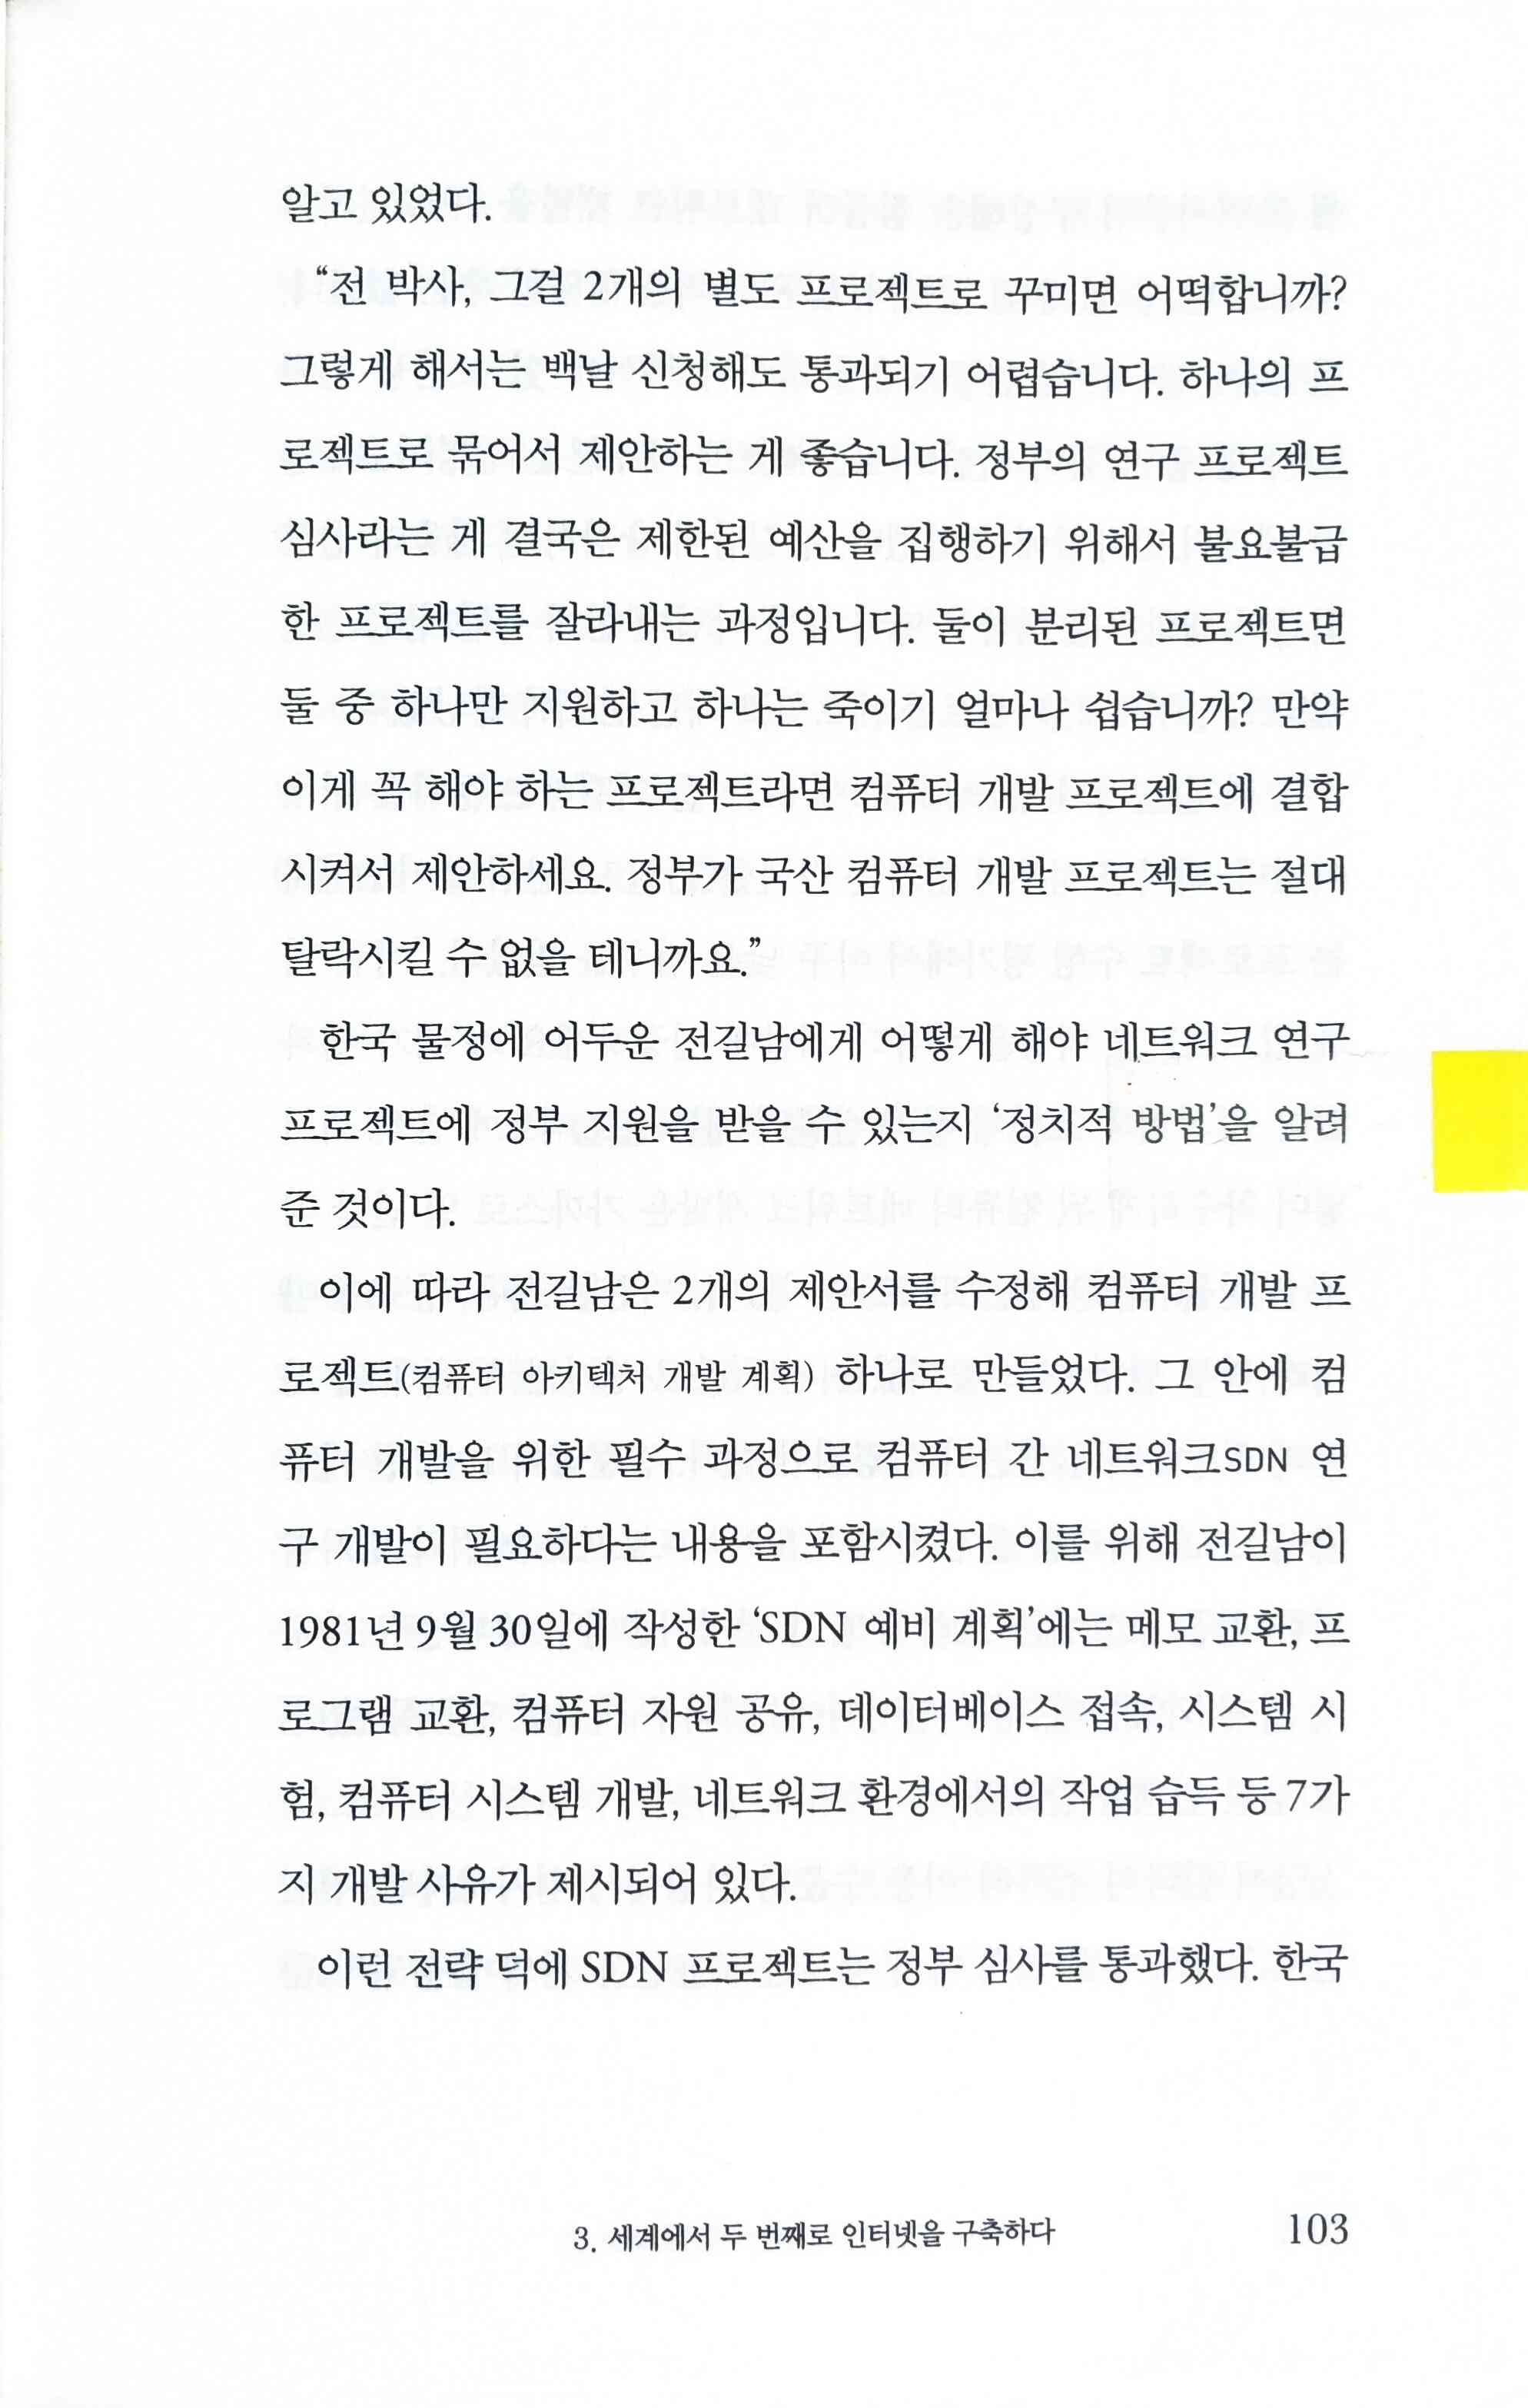 알고 있었다.
“전 박사, 그걸 2개의 별도 프로젝트로 꾸미면 어떡합니까?
그렇게 해서는 백날 신청해도 통과되기 어렵습니다. 하나의 프
로젝트로 묶어서 제안하는 게 좋습니다. 정부의 연구 프로젝트
심사라는 게 결국은 제한된 예산을 집행하기 위해서 불요불급
한 프로젝트를 잘라내는 과정입니다. 둘이 분리된 프로젝트면
둘 중 하나만 지원하고 하나는 죽이기 얼마나 쉽습니까? 만약
이게 꼭 해야 하는 프로젝트라면 컴퓨터 개발 프로젝트에 결합
시켜서 제안하세요. 정부가 국산 컴퓨터 개발 프로젝트는 절대
탈락시킬 수 없을 테니까요.”
한국 물정에 어두운 전길남에게 어떻게 해야 네트워크 연구
프로젝트에 정부 지원을 받을 수 있는지 ‘정치적 방법’을 알려
준 것이다.
이에 따라 전길남은 2개의 제안서를 수정해 컴퓨터 개발 프
로젝트(컴퓨터 아키텍처 개발 계획) 하나로 만들었다. 그 안에 컴
퓨터 개발을 위한 필수 과정으로 컴퓨터 간 네트워크SDN 연
구 개발이 필요하다는 내용을 포함시켰다. 이를 위해 전길남이
1981년 9월 30일에 작성한 ‘SDN 예비 계획’에는 메모 교환, 프
로그램 교환, 컴퓨터 자원 공유, 데이터베이스 접속, 시스템 시
험, 컴퓨터 시스템 개발, 네트워크 환경에서의 작업 습득 등 7가
지 개발 사유가 제시되어 있다.
이런 전략 덕에 SDN 프로젝트는 정부 심사를 통과했다. 한국
3. 세계에서 두 번째로 인터넷을 구축하다 103